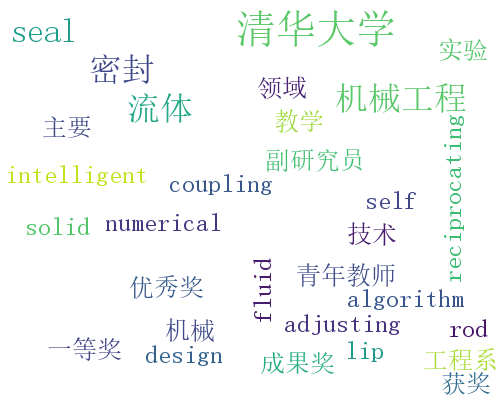 seal
清华大学
实验
密封
领域
机械工程
流体
教学
主要
reciprocating
副研究员
intelligent
coupling
self
solid
numerical
技术
fluid
青年教师
优秀奖
algorithm
机械
adjusting
rod
一等奖
design
成果奖
lip
工程系
获奖